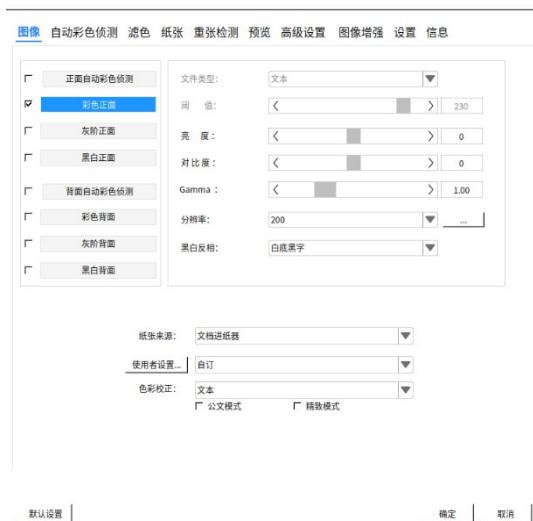 图像 自动彩色侦测 滤色 纸张 重张检测 预览 高级设置 图像增强 设置 信息
正面自动彩色侦测
彩色正面
灰阶正面
黑白正面
背面自动彩色侦测
彩色背面
灰阶背面
黑白背面
文件类型: 文本
阈 值: 230
亮 度: 0
对比度: 0
Gamma : 1.00
分辨率: 200 ...
黑白反相: 白底黑字
纸张来源: 文档进纸器
使用者设置... 自订
色彩校正: 文本
公文模式 精致模式
默认设置 确定 取消